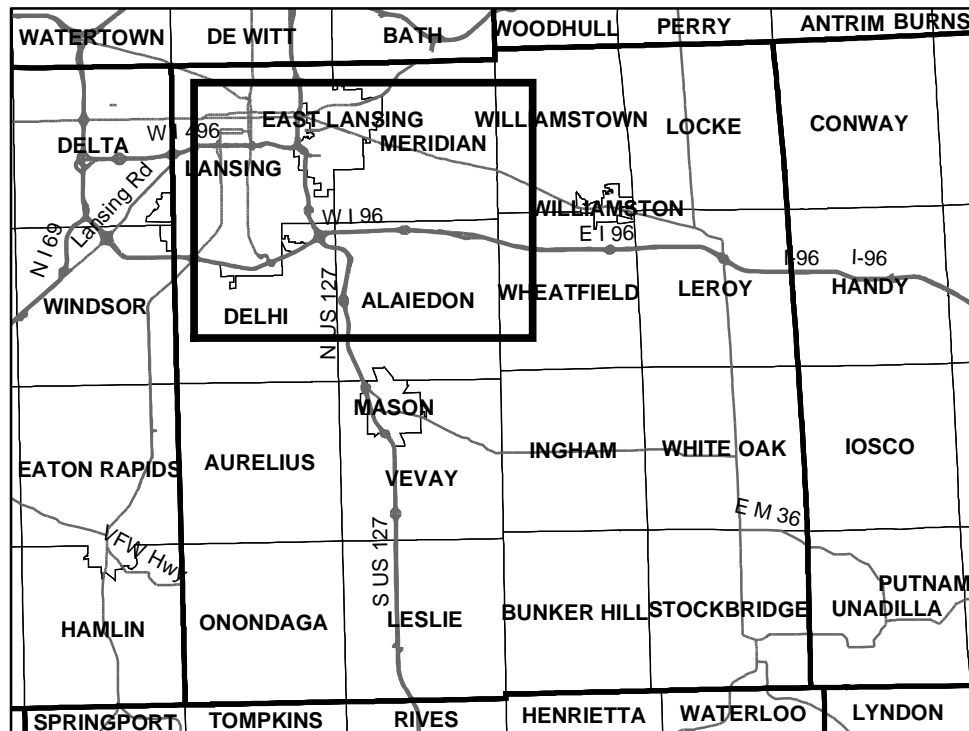 WATERTOWN
DE WITT
BATH
WOODHULL
PERRY
ANTRIM
BURNS
DELTA
W I 496
LANSING
EAST LANSING
MERIDIAN
WILLIAMSTOWN
LOCKE
CONWAY
Lansing Rd
N I 69
W I 96
WILLIAMSTON
E I 96
I-96
I-96
WINDSOR
DELHI
N US 127
ALAIEDON
WHEATFIELD
LEROY
HANDY
MASON
EATON RAPIDS
AURELIUS
VEVAY
INGHAM
WHITE OAK
IOSCO
E M 36
VFW Hwy
S US 127
HAMLIN
ONONDAGA
LESLIE
BUNKER HILL
STOCKBRIDGE
PUTNAM
UNADILLA
SPRINGPORT
TOMPKINS
RIVES
HENRIETTA
WATERLOO
LYNDON